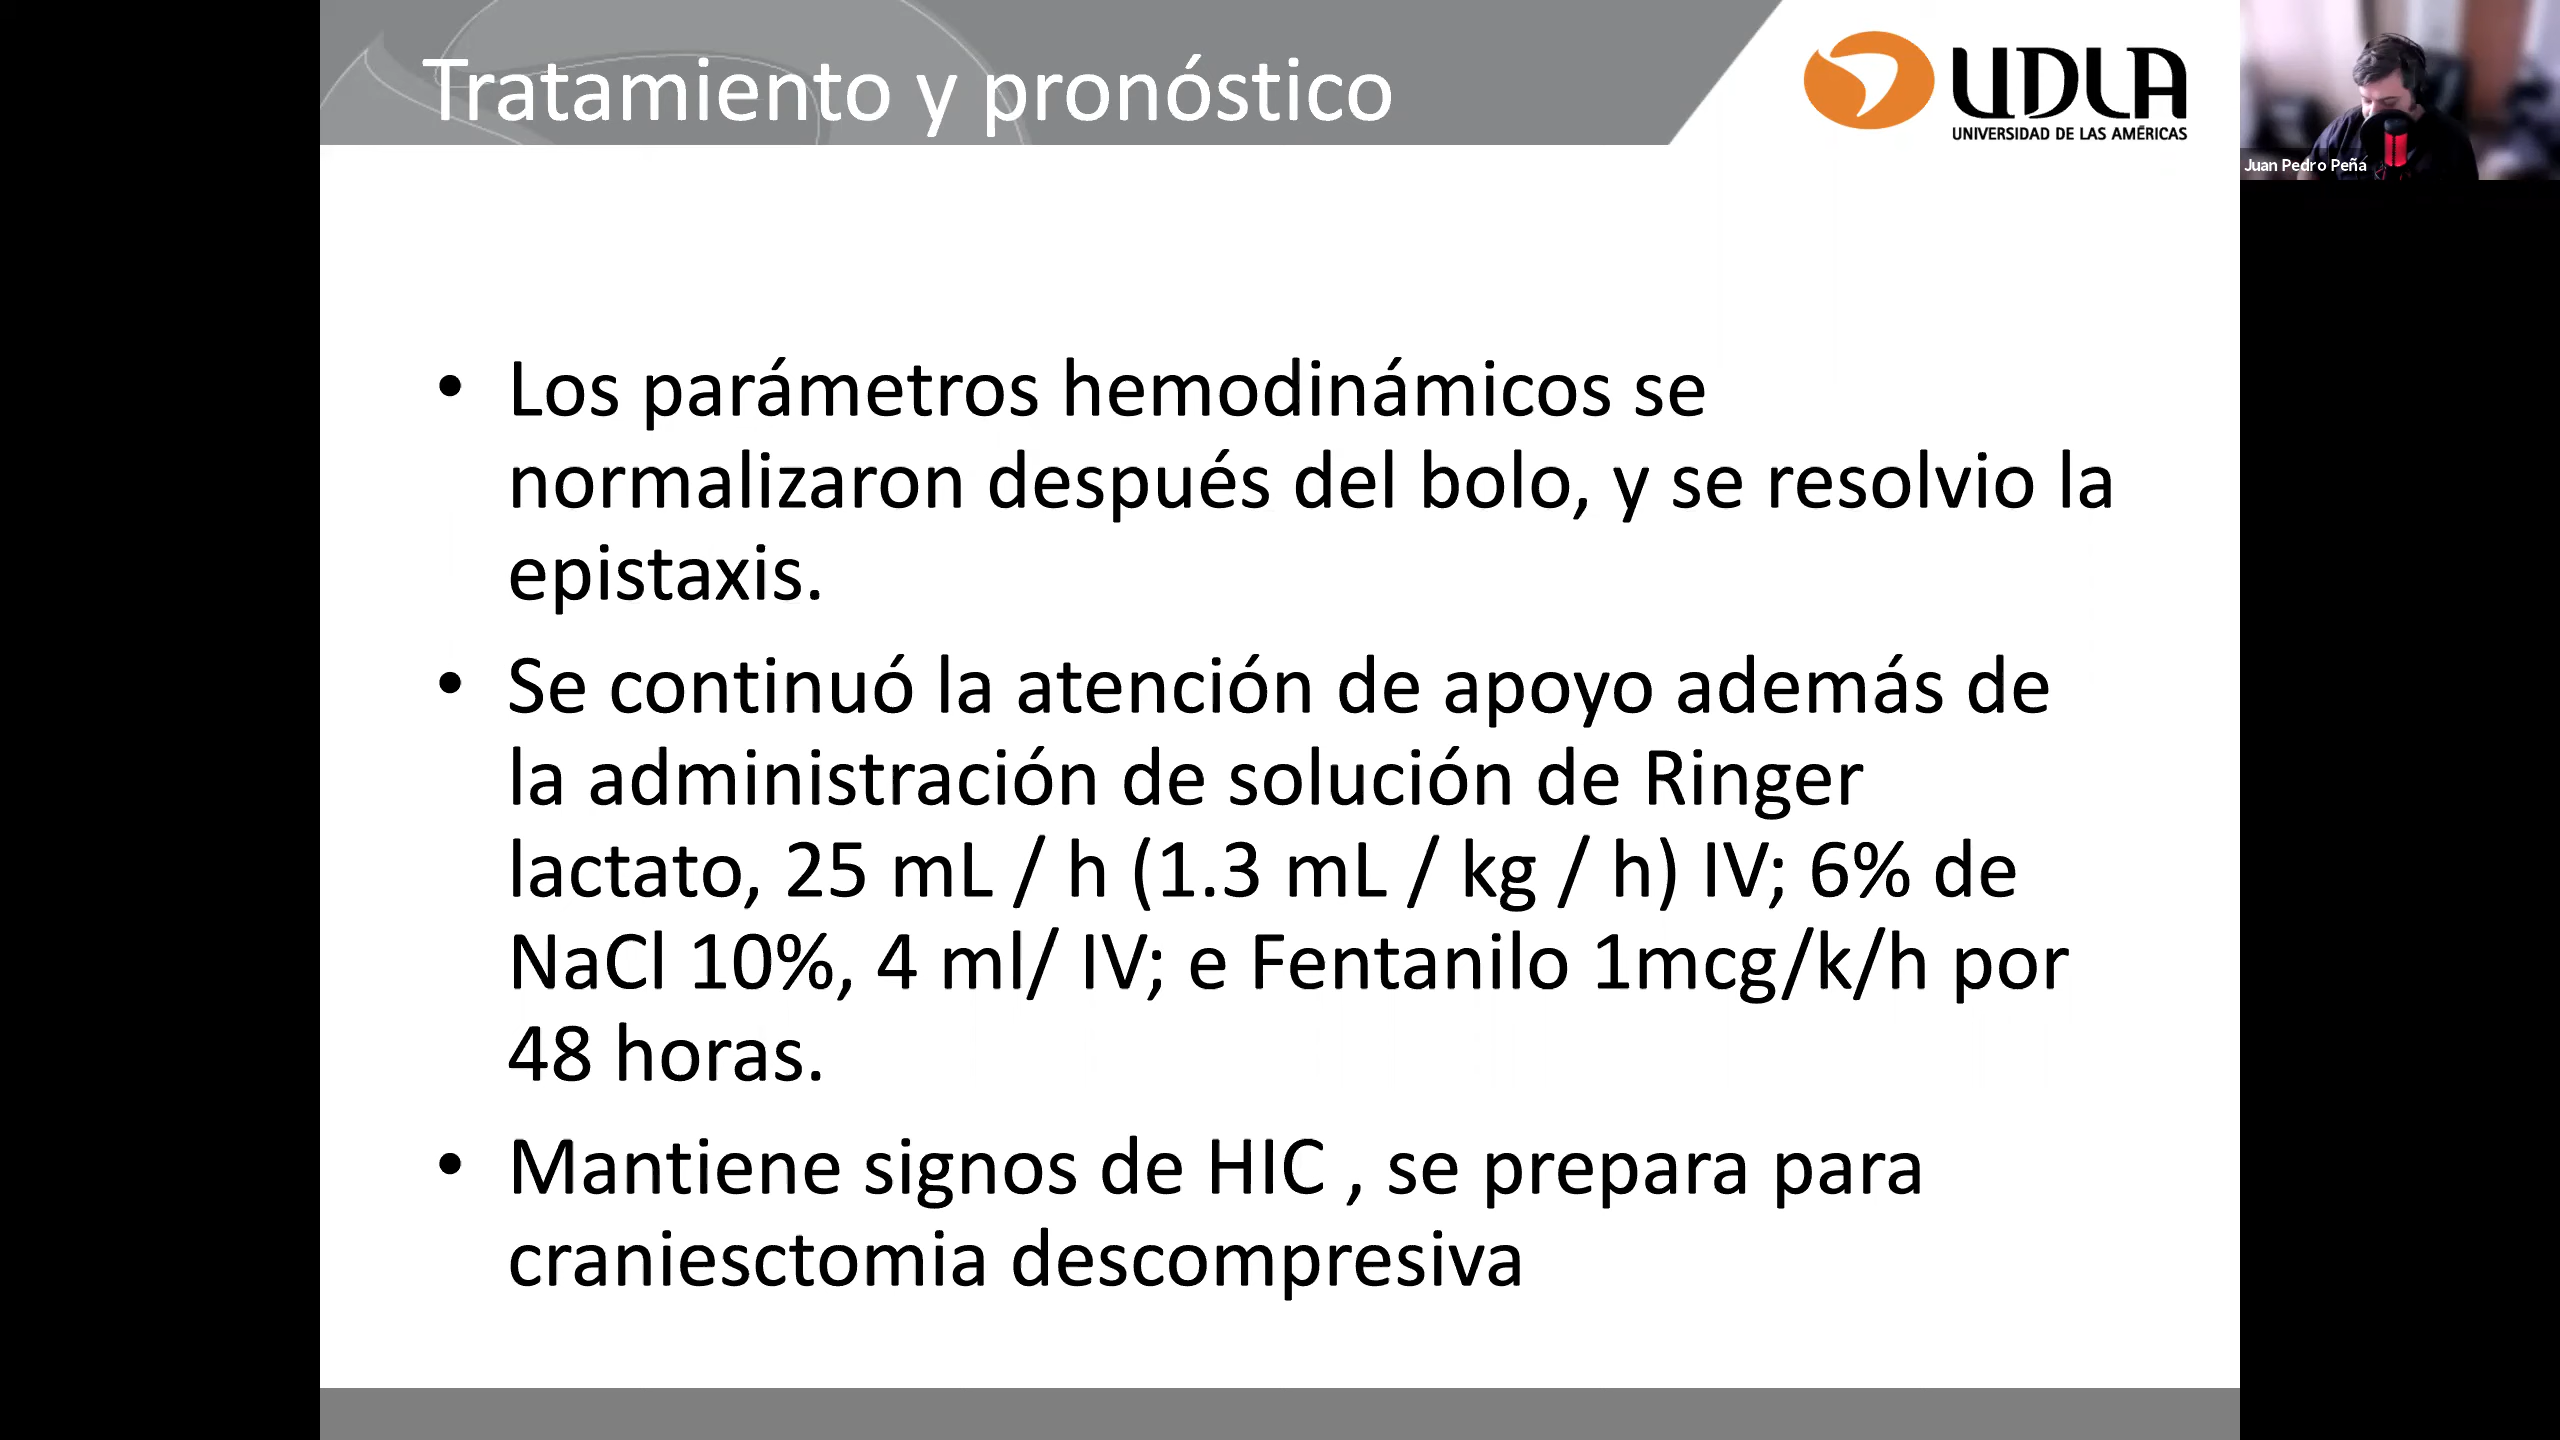 Tratamiento y pronóstico
UDLA
UNIVERSIDAD DE LAS AMÉRICAS
Juan Pedro Peña
• Los parámetros hemodinámicos se
normalizaron después del bolo, y se resolvio la
epistaxis.
• Se continuó la atención de apoyo además de
la administración de solución de Ringer
lactato, 25 mL / h (1.3 mL / kg / h) IV; 6% de
NaCl 10%, 4 ml/ IV; e Fentanilo 1mcg/k/h por
48 horas.
• Mantiene signos de HIC , se prepara para
craniesctomia descompresiva